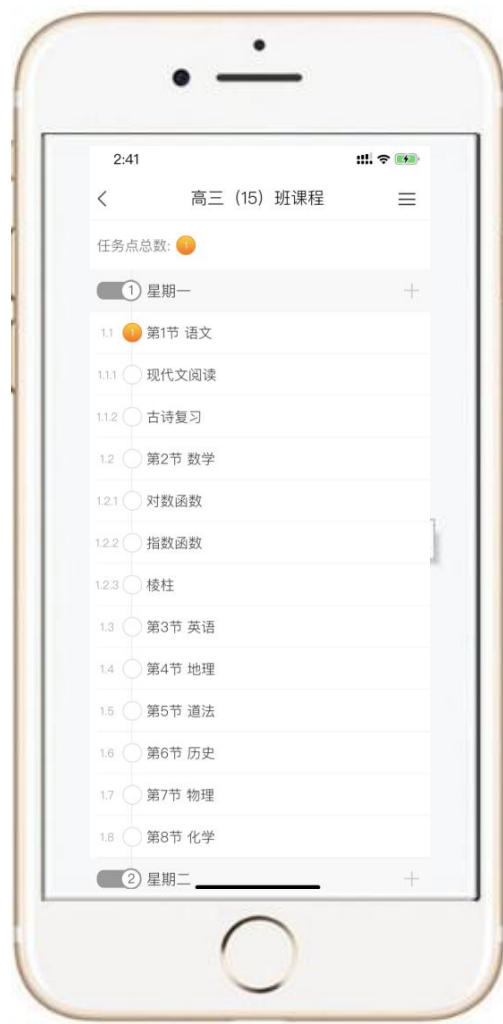 2:41
高三（15）班课程
任务点总数: 1
1 星期一
1.1 1 第1节 语文
1.1.1 现代文阅读
1.1.2 古诗复习
1.2 第2节 数学
1.2.1 对数函数
1.2.2 指数函数
1.2.3 棱柱
1.3 第3节 英语
1.4 第4节 地理
1.5 第5节 道法
1.6 第6节 历史
1.7 第7节 物理
1.8 第8节 化学
2 星期二